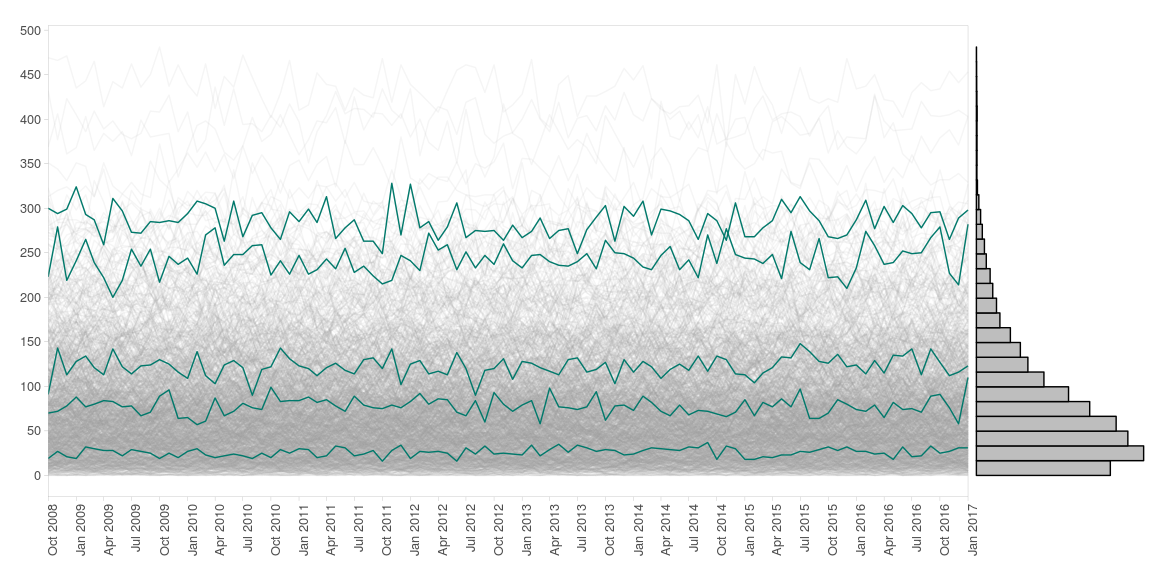 500
450
400
350
300
250
200
150
100
50
0
Oct 2008
Jan 2009
Apr 2009
Jul 2009
Oct 2009
Jan 2010
Apr 2010
Jul 2010
Oct 2010
Jan 2011
Apr 2011
Jul 2011
Oct 2011
Jan 2012
Apr 2012
Jul 2012
Oct 2012
Jan 2013
Apr 2013
Jul 2013
Oct 2013
Jan 2014
Apr 2014
Jul 2014
Oct 2014
Jan 2015
Apr 2015
Jul 2015
Oct 2015
Jan 2016
Apr 2016
Jul 2016
Oct 2016
Jan 2017